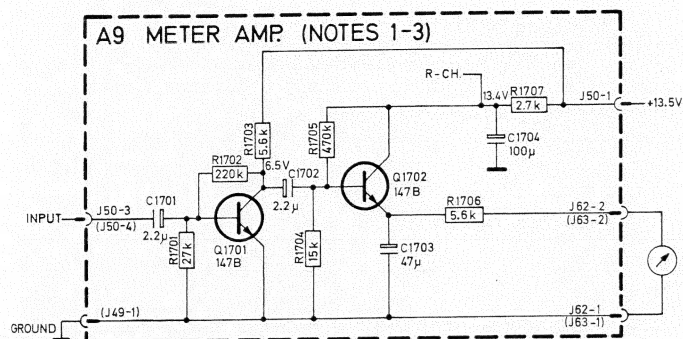 A9 METER AMP. (NOTES 1-3)
R-CH.
13.4V
R1707
2.7k
J50-1
+13.5V
R1703
5.6k
R1705
470k
C1704
100µ
R1702
220k
6.5V
C1702
2.2µ
Q1702
147B
R1706
5.6k
J62-2
(J63-2)
INPUT
J50-3
(J50-4)
C1701
2.2µ
R1701
27k
Q1701
147B
R1704
15k
C1703
47µ
GROUND
(J49-1)
J62-1
(J63-1)